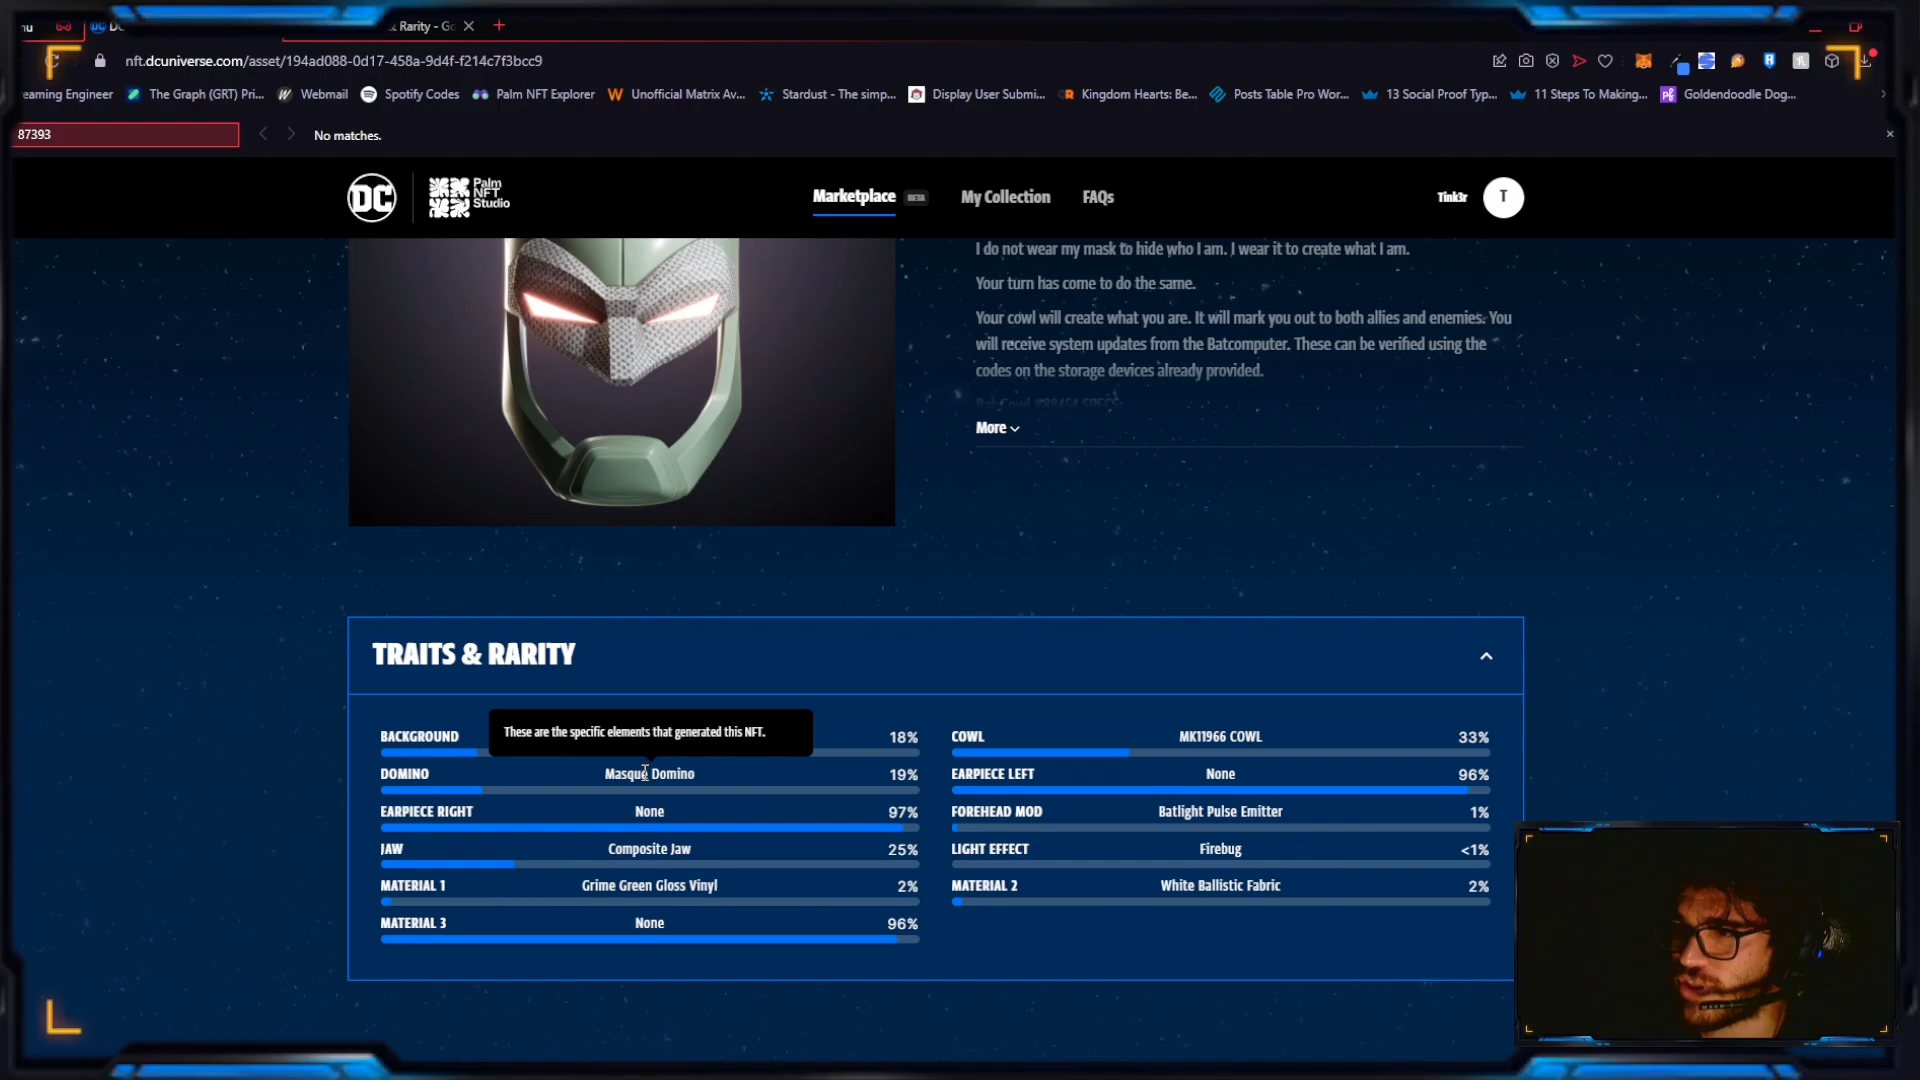 Rarity - Go
nft.dcuniverse.com/asset/194ad088-0d17-458a-9d4f-f214c7f3bcc9
eaming Engineer The Graph (GRT) Pri... Webmail Spotify Codes Palm NFT Explorer Unofficial Matrix Av... Stardust - The simp... Display User Submi... Kingdom Hearts: Be... Posts Table Pro Wor... 13 Social Proof Typ... 11 Steps To Making... Goldendoodle Dog...
87393 No matches.
DC Palm NFT Studio Marketplace BETA My Collection FAQs Tink3r T
I do not wear my mask to hide who I am. I wear it to create what I am.
Your turn has come to do the same.
Your cowl will create what you are. It will mark you out to both allies and enemies. You
will receive system updates from the Batcomputer. These can be verified using the
codes on the storage devices already provided.
More
TRAITS & RARITY
These are the specific elements that generated this NFT.
BACKGROUND 18% COWL MK11966 COWL 33%
DOMINO Masque Domino 19% EARPIECE LEFT None 96%
EARPIECE RIGHT None 97% FOREHEAD MOD Batlight Pulse Emitter 1%
JAW Composite Jaw 25% LIGHT EFFECT Firebug <1%
MATERIAL 1 Grime Green Gloss Vinyl 2% MATERIAL 2 White Ballistic Fabric 2%
MATERIAL 3 None 96%